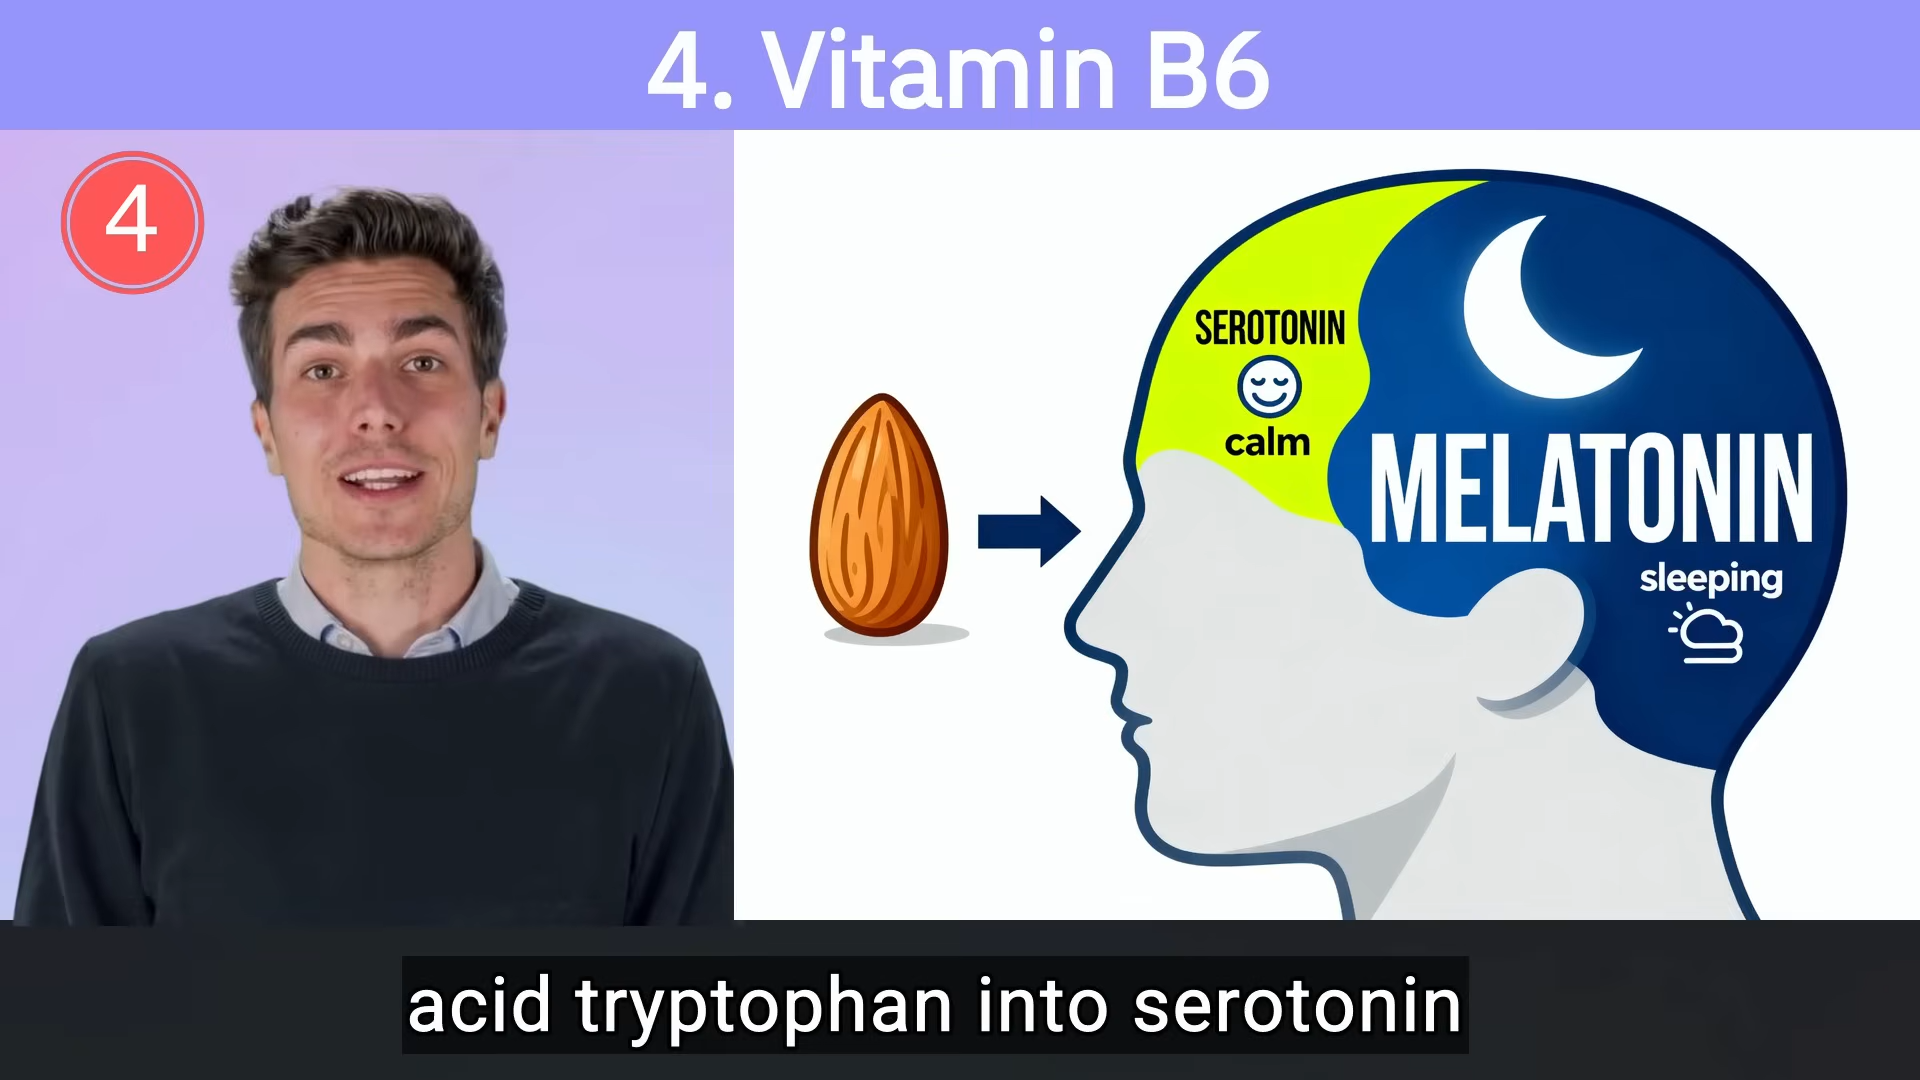 4. Vitamin B6
4
SEROTONIN
calm
MELATONIN
sleeping
acid tryptophan into serotonin